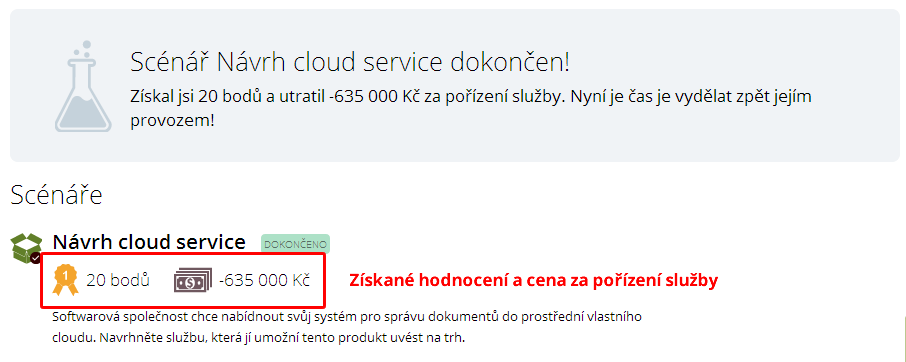 Scénář Návrh cloud service dokončen!
Získal jsi 20 bodů a utratil -635 000 Kč za pořízení služby. Nyní je čas je vydělat zpět jejím
provozem!
Scénáře
Návrh cloud service DOKONČENO
1 20 bodů $ -635 000 Kč Získané hodnocení a cena za pořízení služby
Softwarová společnost chce nabídnout svůj systém pro správu dokumentů do prostřední vlastního
cloudu. Navrhněte službu, která jí umožní tento produkt uvést na trh.